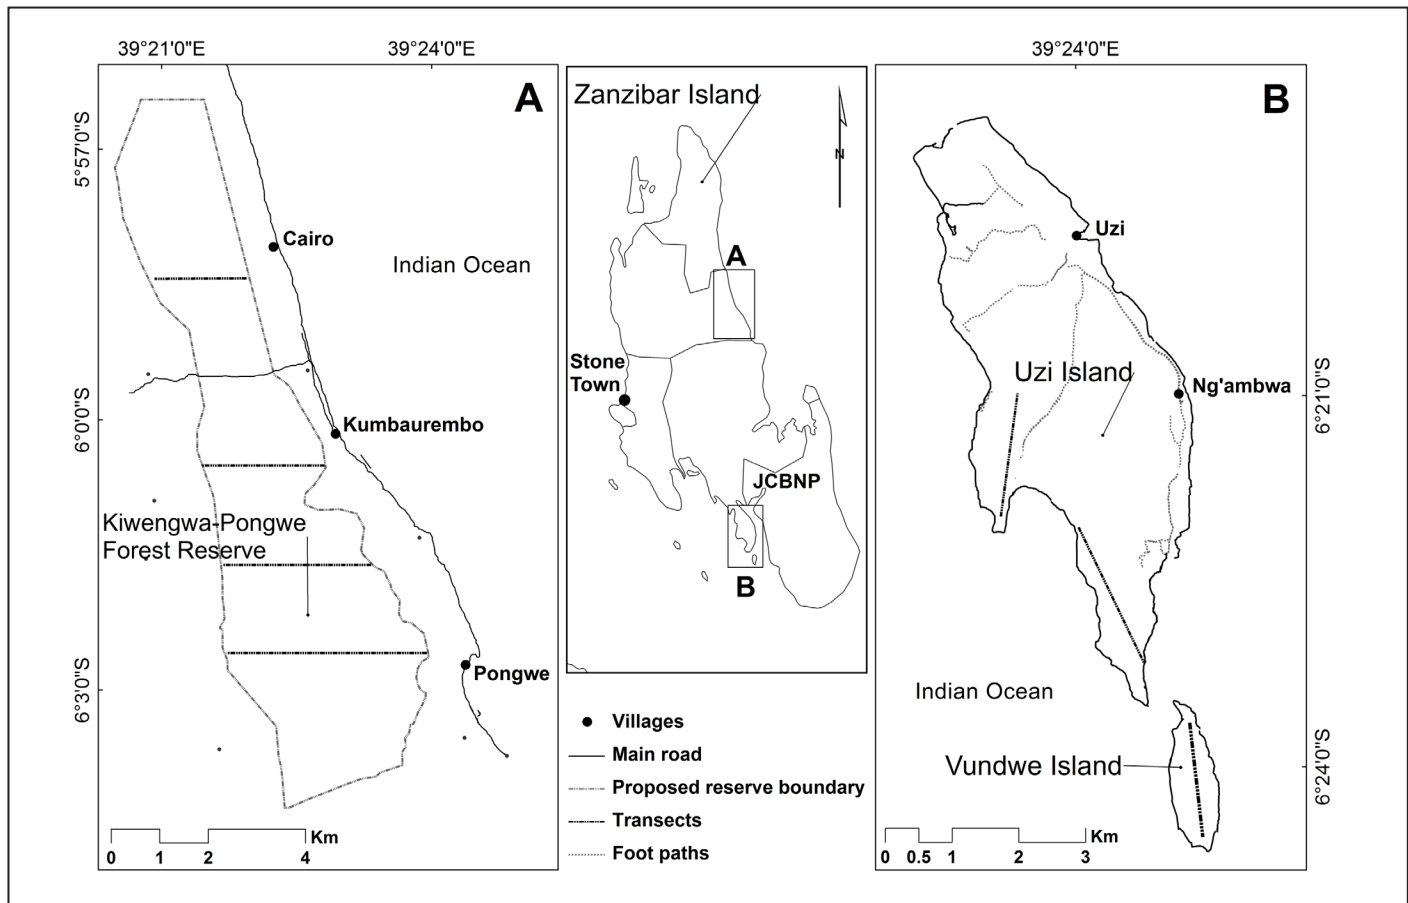 39°21'0"E
39°24'0"E
A
5°57'0"S
Cairo
Indian Ocean
6°0'0"S
Kumbaurembo
Kiwengwa-Pongwe
Forest Reserve
6°3'0"S
Pongwe
Km
0 1 2 4
Zanzibar Island
N
A
Stone
Town
JCBNP
B
Villages
Main road
Proposed reserve boundary
Transects
Foot paths
39°24'0"E
B
Uzi
Uzi Island
Ng'ambwa
6°21'0"S
Indian Ocean
Vundwe Island
6°24'0"S
Km
0 0.5 1 2 3